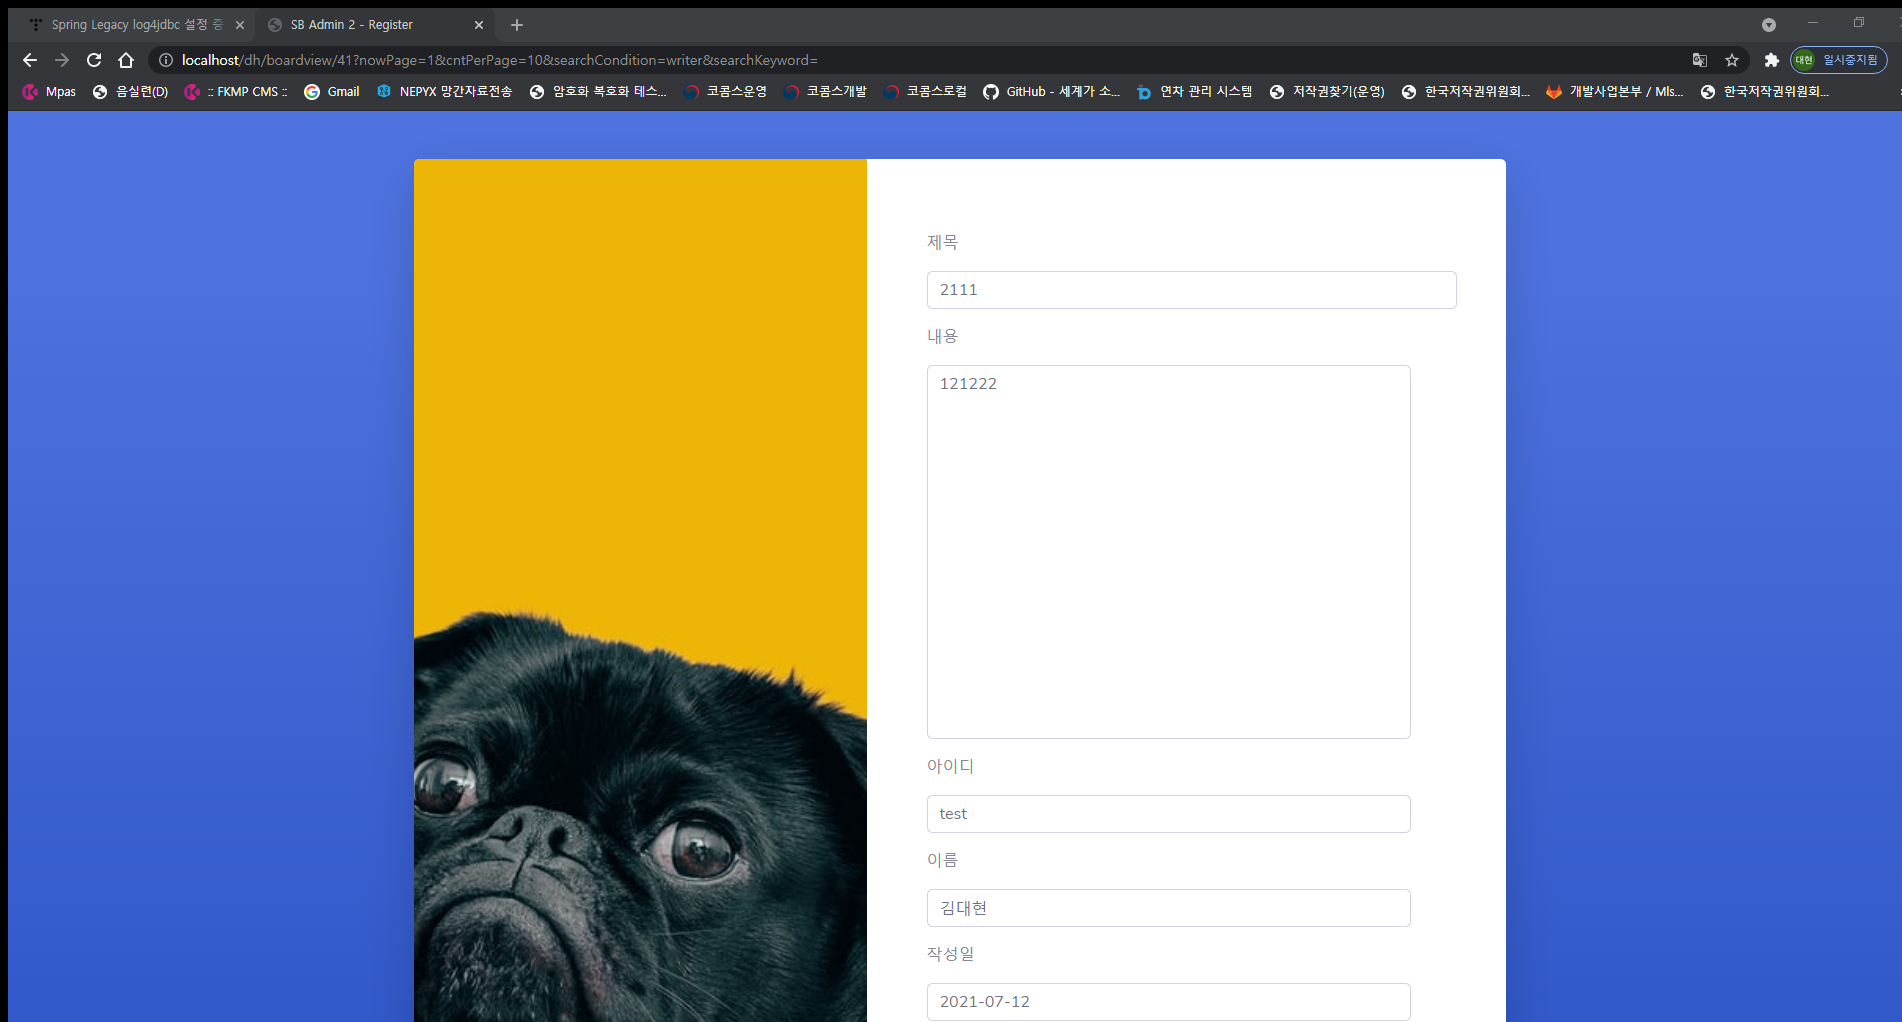 Spring Legacy log4jdbc 설정 중
SB Admin 2 - Register
localhost/dh/boardview/41?nowPage=1&cntPerPage=10&searchCondition=writer&searchKeyword=
대현 일시중지됨
Mpas 음실련(D) :: FKMP CMS :: Gmail NEPYX 망간자료전송 암호화 복호화 테스... 코콤스운영 코콤스개발 코콤스로컬 GitHub - 세계가 소... 연차 관리 시스템 저작권찾기(운영) 한국저작권위원회... 개발사업본부 / Mls... 한국저작권위원회...
제목
2111
내용
121222
아이디
test
이름
김대현
작성일
2021-07-12